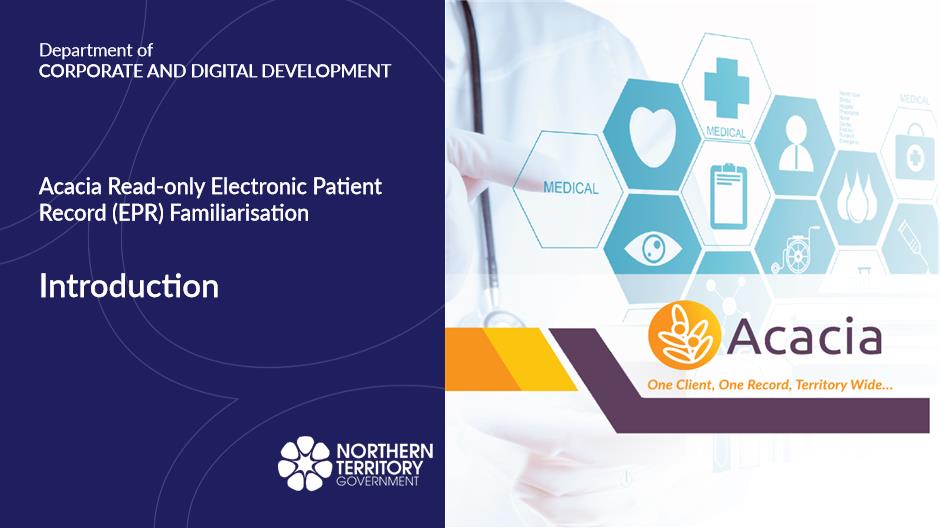 Department of
CORPORATE AND DIGITAL DEVELOPMENT
Acacia Read-only Electronic Patient
Record (EPR) Familiarisation
Introduction
NORTHERN
TERRITORY
GOVERNMENT
MEDICAL
MEDICAL
MEDICAL
Acacia
One Client, One Record, Territory Wide...